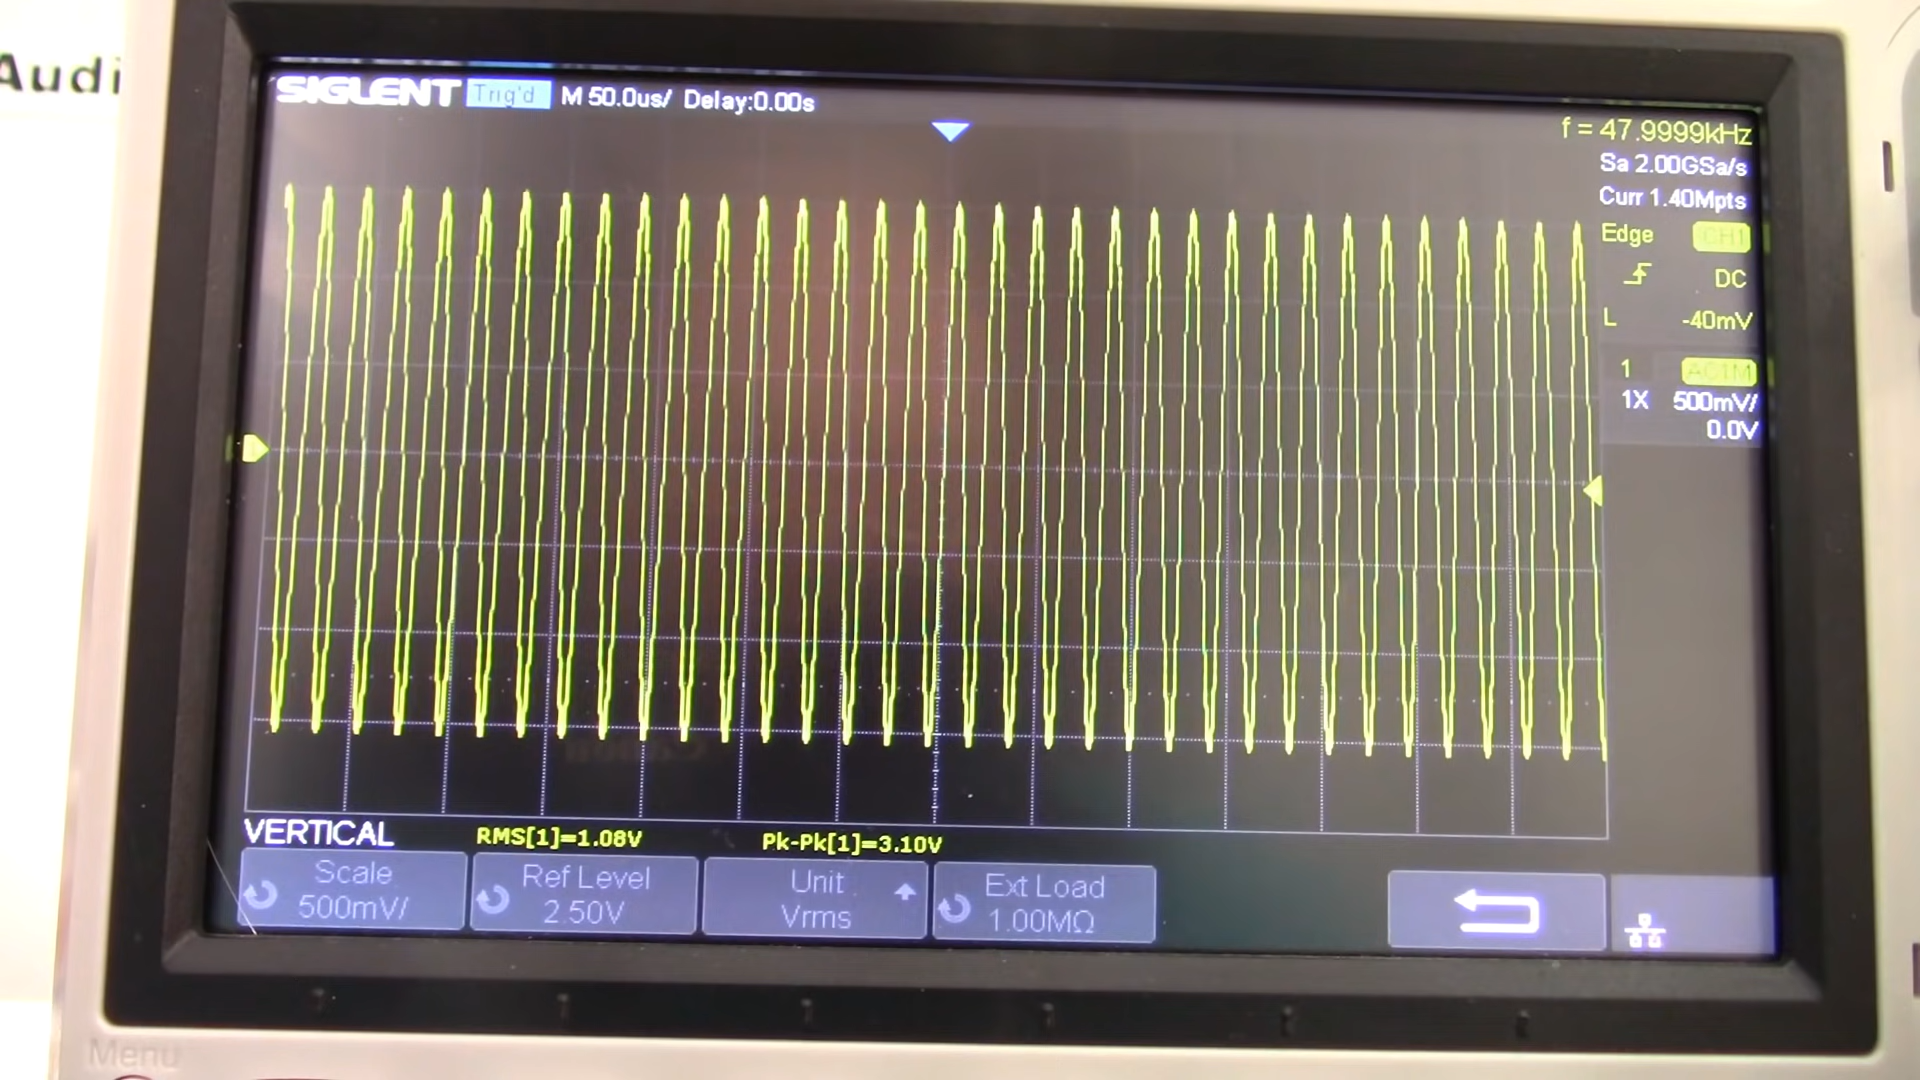 Audi
SIGLENT Trig'd M 50.0us/ Delay:0.00s
f = 47.9999kHz
Sa 2.00GSa/s
Curr 1.40Mpts
Edge CH1
DC
L -40mV
1 AC1M
1X 500mV/
0.0V
VERTICAL RMS[1]=1.08V Pk-Pk[1]=3.10V
Scale
500mV/
Ref Level
2.50V
Unit
Vrms
Ext Load
1.00MΩ
Menu